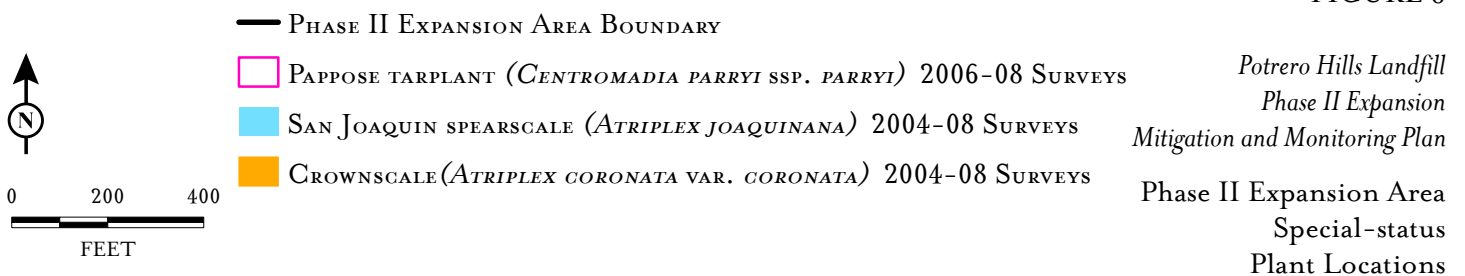 PHASE II EXPANSION AREA BOUNDARY
PAPPOSE TARPLANT (CENTROMADIA PARRYI SSP. PARRYI) 2006-08 SURVEYS
SAN JOAQUIN SPEARSCALE (ATRIPLEX JOAQUINANA) 2004-08 SURVEYS
CROWNSCALE(ATRIPLEX CORONATA VAR. CORONATA) 2004-08 SURVEYS
N
0 200 400
FEET
FIGURE
Potrero Hills Landfill
Phase II Expansion
Mitigation and Monitoring Plan
Phase II Expansion Area
Special-status
Plant Locations